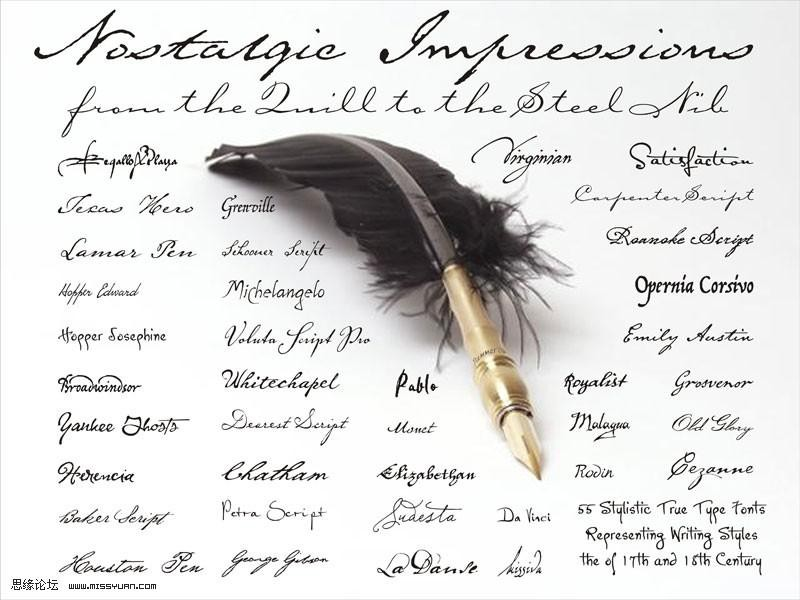 Nostalgic Impressions
from the Quill to the Steel Nib
Regallo & Playa
Virginian
Satisfaction
Texas Hero
Grenville
Carpenter Script
Lamar Pen
Schooner Script
Roanoke Script
Hopper Edward
Michelangelo
Opernia Corsivo
Hopper Josephine
Voluta Script Pro
Emily Austin
Broadwindsor
Whitechapel
Pablo
Royalist
Grosvenor
Yankee Ghosts
Dearest Script
Monet
Malagua
Old Glory
Herencia
Chatham
Elizabethan
Rodin
Cezanne
Baker Script
Petra Script
Da Vinci
55 Stylistic True Type Fonts
Representing Writing Styles
the of 17th and 18th Century
Houston Pen
George Gibson
La Danse
思缘论坛 www.missyuan.com